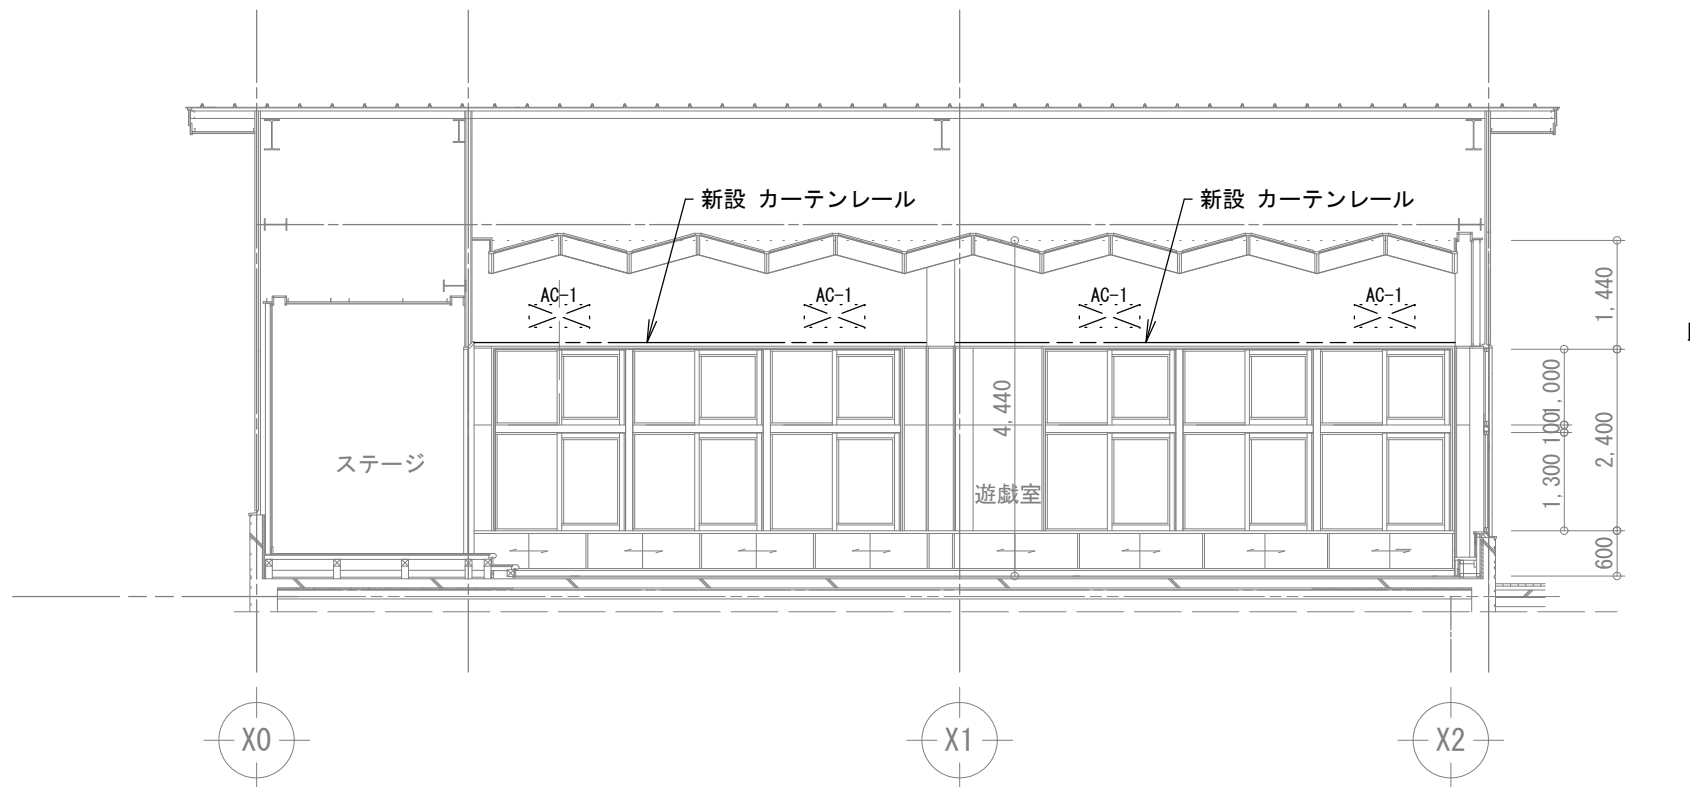 新設 カーテンレール
新設 カーテンレール
AC-1
AC-1
AC-1
AC-1
1,440
4,440
1,000
100
1,300
2,400
ステージ
遊戯室
600
X0
X1
X2